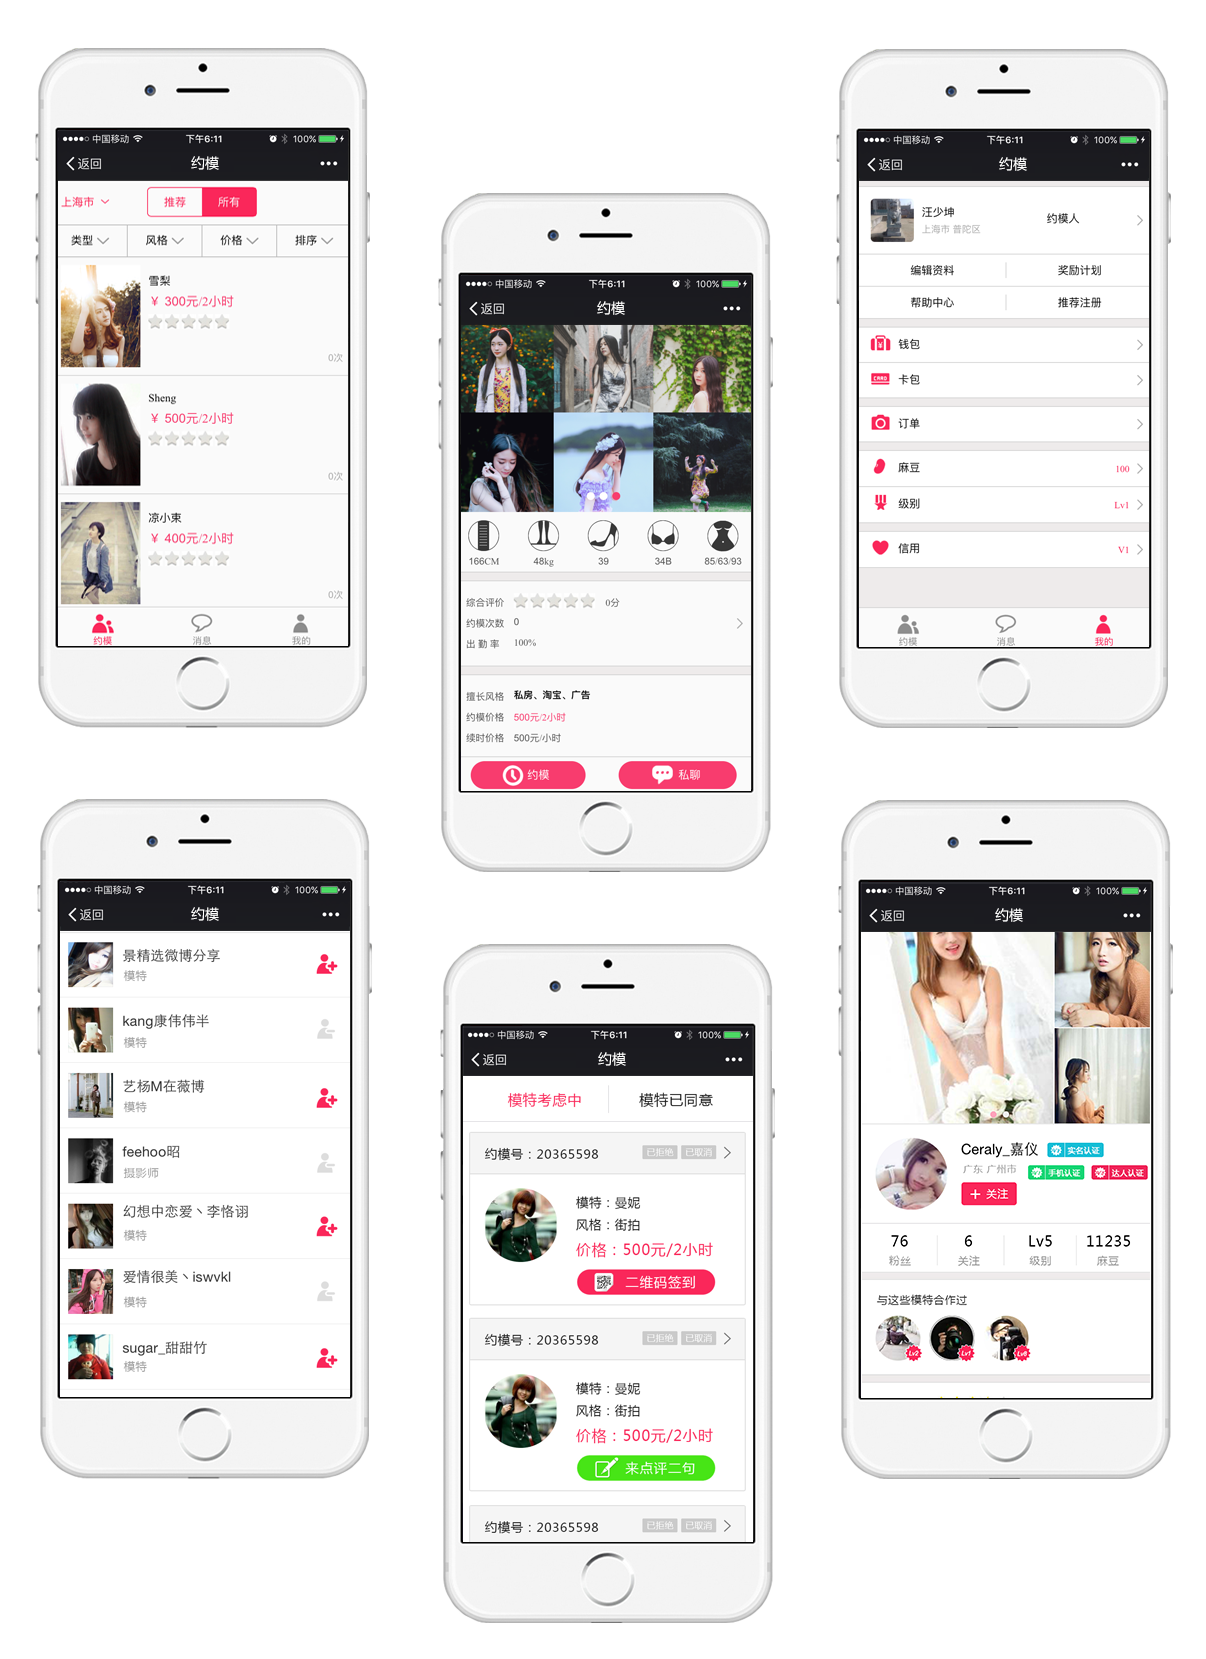 中国移动 下午6:11 100%
返回 约模
上海市 推荐 所有
类型 风格 价格 排序
雪梨
¥ 300元/2小时
0次
Sheng
¥ 500元/2小时
0次
凉小束
¥ 400元/2小时
0次
约模 消息 我的
中国移动 下午6:11 100%
返回 约模
166CM 48kg 39 34B 85/63/93
综合评价 0分
约模次数 0
出勤率 100%
擅长风格 私房、淘宝、广告
约模价格 500元/2小时
续时价格 500元/小时
约模 私聊
中国移动 下午6:11 100%
返回 约模
汪少坤 约模人
上海市 普陀区
编辑资料 奖励计划
帮助中心 推荐注册
钱包
CARD 卡包
订单
麻豆 100
级别 Lv1
信用 V1
约模 消息 我的
中国移动 下午6:11 100%
返回 约模
景精选微博分享
模特
kang康伟伟半
模特
艺杨M在薇博
模特
feehoo昭
摄影师
幻想中恋爱丶李恪诩
模特
爱情很美丶iswvkl
模特
sugar_甜甜竹
模特
中国移动 下午6:11 100%
返回 约模
模特考虑中 模特已同意
约模号：20365598 已拒绝 已取消
模特：曼妮
风格：街拍
价格：500元/2小时
二维码签到
约模号：20365598 已拒绝 已取消
模特：曼妮
风格：街拍
价格：500元/2小时
来点评二句
约模号：20365598 已拒绝 已取消
中国移动 下午6:11 100%
返回 约模
Ceraly_嘉仪 实名认证
广东 广州市 手机认证 达人认证
+ 关注
76 6 Lv5 11235
粉丝 关注 级别 麻豆
与这些模特合作过
Lv2 Lv1 Lv8